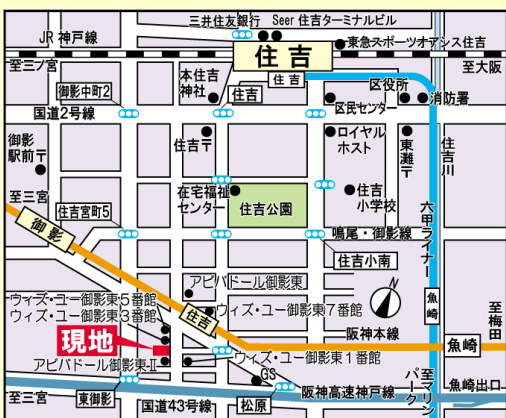 三井住友銀行 Seer 住吉ターミナルビル
JR 神戸線
住吉
東急スポーツオアシス住吉
至三ノ宮
住吉
至大阪
御影中町2
本住吉
神社
住吉
区役所
消防署
区民センター
国道2号線
御影
駅前〒
住吉〒
ロイヤル
ホスト
東灘〒
住吉川
至三宮
在宅福祉
センター
住吉公園
住吉
小学校
住吉宮町5
御影
鳴尾・御影線
住吉小南
六甲ライナー
アビバドール御影東
ウィズ・ユー御影東5番館
ウィズ・ユー御影東3番館
ウィズ・ユー御影東7番館
住吉
魚崎
至梅田
現地
阪神本線
魚崎
アビバドール御影東Ⅱ
ウィズ・ユー御影東1番館
GS
至マリンパーク
至三宮
東御影
国道43号線
松原
阪神高速神戸線
魚崎出口